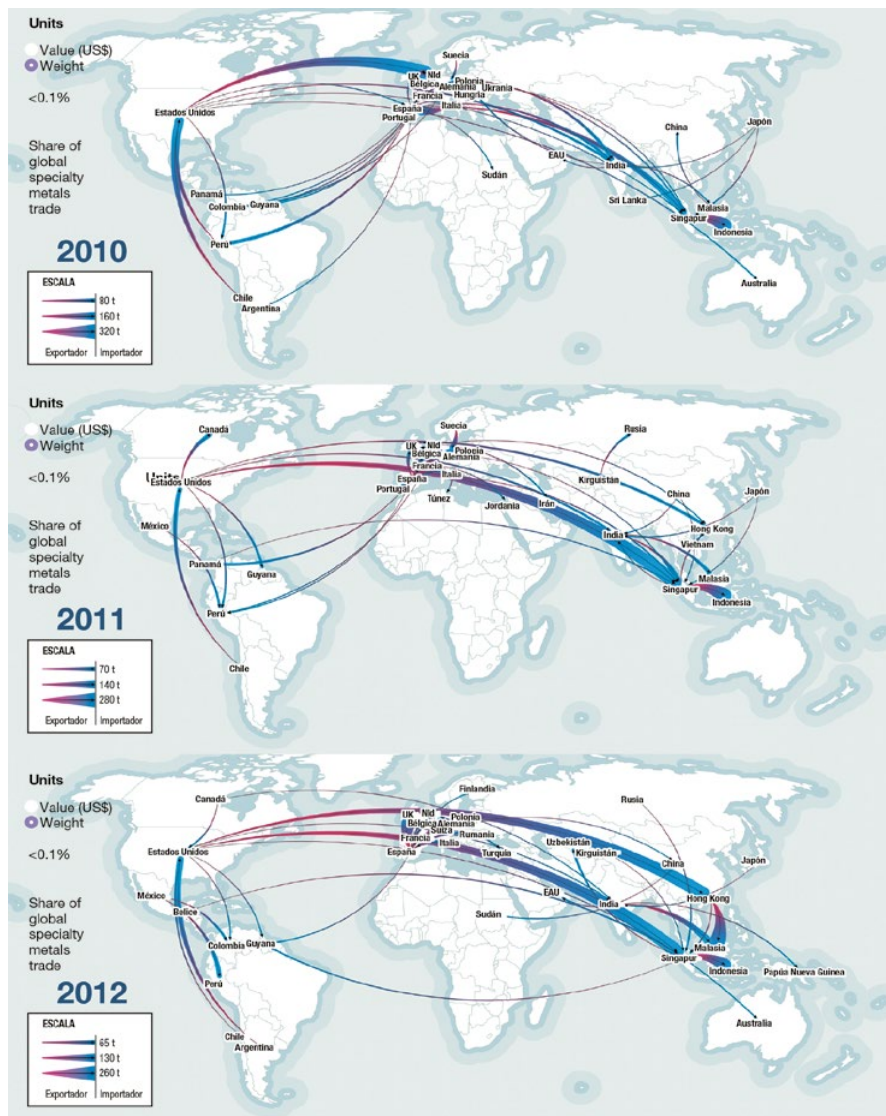 Units
Value (US$)
Weight
<0.1%
Share of
global
specialty
metals
trade
2010
ESCALA
80 t
160 t
320 t
Exportador
Importador
Suecia
UK
Nld
Polonia
Bélgica
Alemania
Ukrania
Hungría
Francia
España
Italia
Portugal
Estados Unidos
China
Japón
EAU
India
Sudán
Sri Lanka
Panamá
Colombia
Guyana
Malasia
Singapur
Indonesia
Perú
Chile
Argentina
Australia
Units
Value (US$)
Weight
<0.1%
Share of
global
specialty
metals
trade
2011
ESCALA
70 t
140 t
280 t
Exportador
Importador
Canadá
Suecia
Rusia
UK
Nld
Polonia
Bélgica
Alemania
Francia
Units
Estados Unidos
España
Italia
Kirguistán
Portugal
Túnez
Jordania
Irán
China
Japón
México
Hong Kong
India
Vietnam
Panamá
Guyana
Malasia
Singapur
Indonesia
Perú
Chile
Units
Value (US$)
Weight
<0.1%
Share of
global
specialty
metals
trade
2012
ESCALA
65 t
130 t
260 t
Exportador
Importador
Canadá
Finlandia
Rusia
UK
Nld
Polonia
Bélgica
Alemania
Suiza
Rumania
Francia
Italia
España
Turquía
Estados Unidos
Uzbekistán
Kirguistán
China
Japón
México
EAU
Hong Kong
India
Belice
Sudán
Colombia
Guyana
Malasia
Singapur
Indonesia
Papúa Nueva Guinea
Perú
Chile
Argentina
Australia